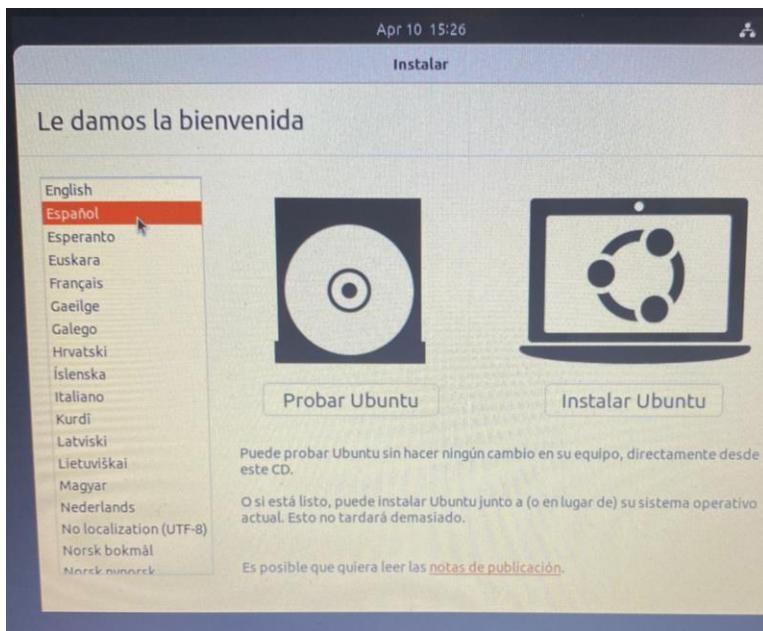 Apr 10 15:26
Instalar
Le damos la bienvenida
English
Español
Esperanto
Euskara
Français
Gaeilge
Galego
Hrvatski
Íslenska
Italiano
Kurdî
Latviski
Lietuviškai
Magyar
Nederlands
No localization (UTF-8)
Norsk bokmål
Norsk nynorsk
Probar Ubuntu
Instalar Ubuntu
Puede probar Ubuntu sin hacer ningún cambio en su equipo, directamente desde
este CD.
O si está listo, puede instalar Ubuntu junto a (o en lugar de) su sistema operativo
actual. Esto no tardará demasiado.
Es posible que quiera leer las notas de publicación.